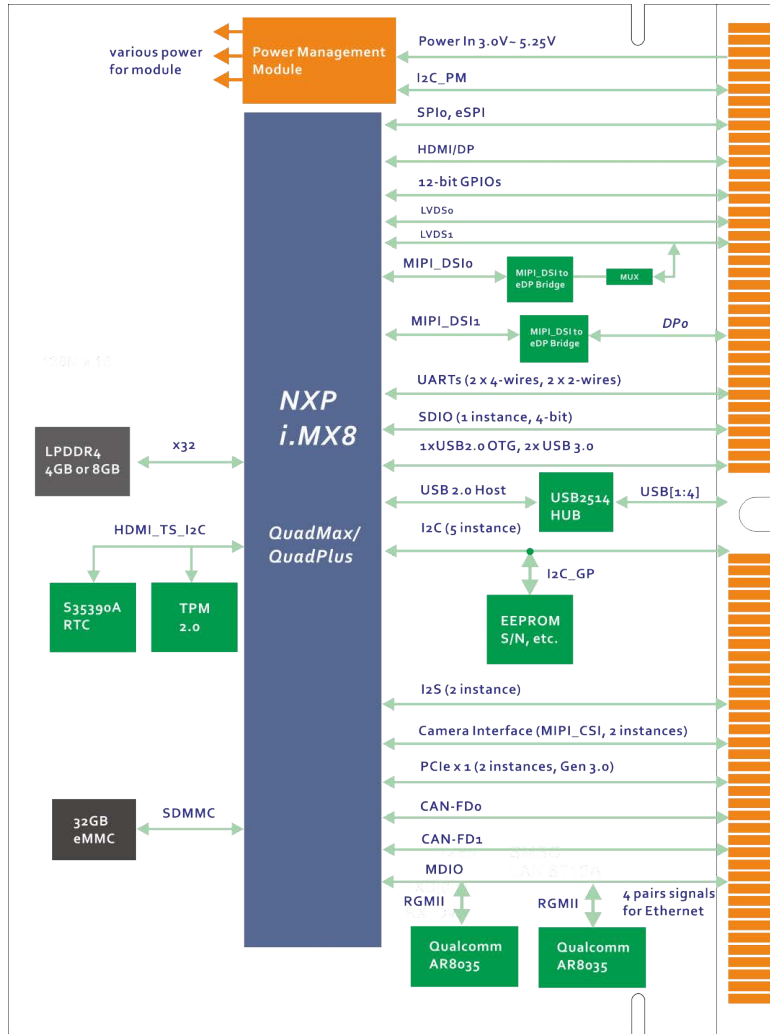 various power
for module
Power Management
Module
Power In 3.0V~ 5.25V
I2C_PM
SPI0, eSPI
HDMI/DP
12-bit GPIOs
LVDS0
LVDS1
MIPI_DSI0
MIPI_DSI to
eDP Bridge
MUX
MIPI_DSI1
MIPI_DSI to
eDP Bridge
DP0
UARTs (2 x 4-wires, 2 x 2-wires)
NXP
i.MX8
SDIO (1 instance, 4-bit)
1xUSB2.0 OTG, 2x USB 3.0
LPDDR4
4GB or 8GB
x32
USB 2.0 Host
USB2514
HUB
USB[1:4]
QuadMax/
QuadPlus
I2C (5 instance)
HDMI_TS_I2C
I2C_GP
S35390A
RTC
TPM
2.0
EEPROM
S/N, etc.
I2S (2 instance)
Camera Interface (MIPI_CSI, 2 instances)
PCIe x 1 (2 instances, Gen 3.0)
32GB
eMMC
SDMMC
CAN-FD0
CAN-FD1
MDIO
RGMII
RGMII
4 pairs signals
for Ethernet
Qualcomm
AR8035
Qualcomm
AR8035